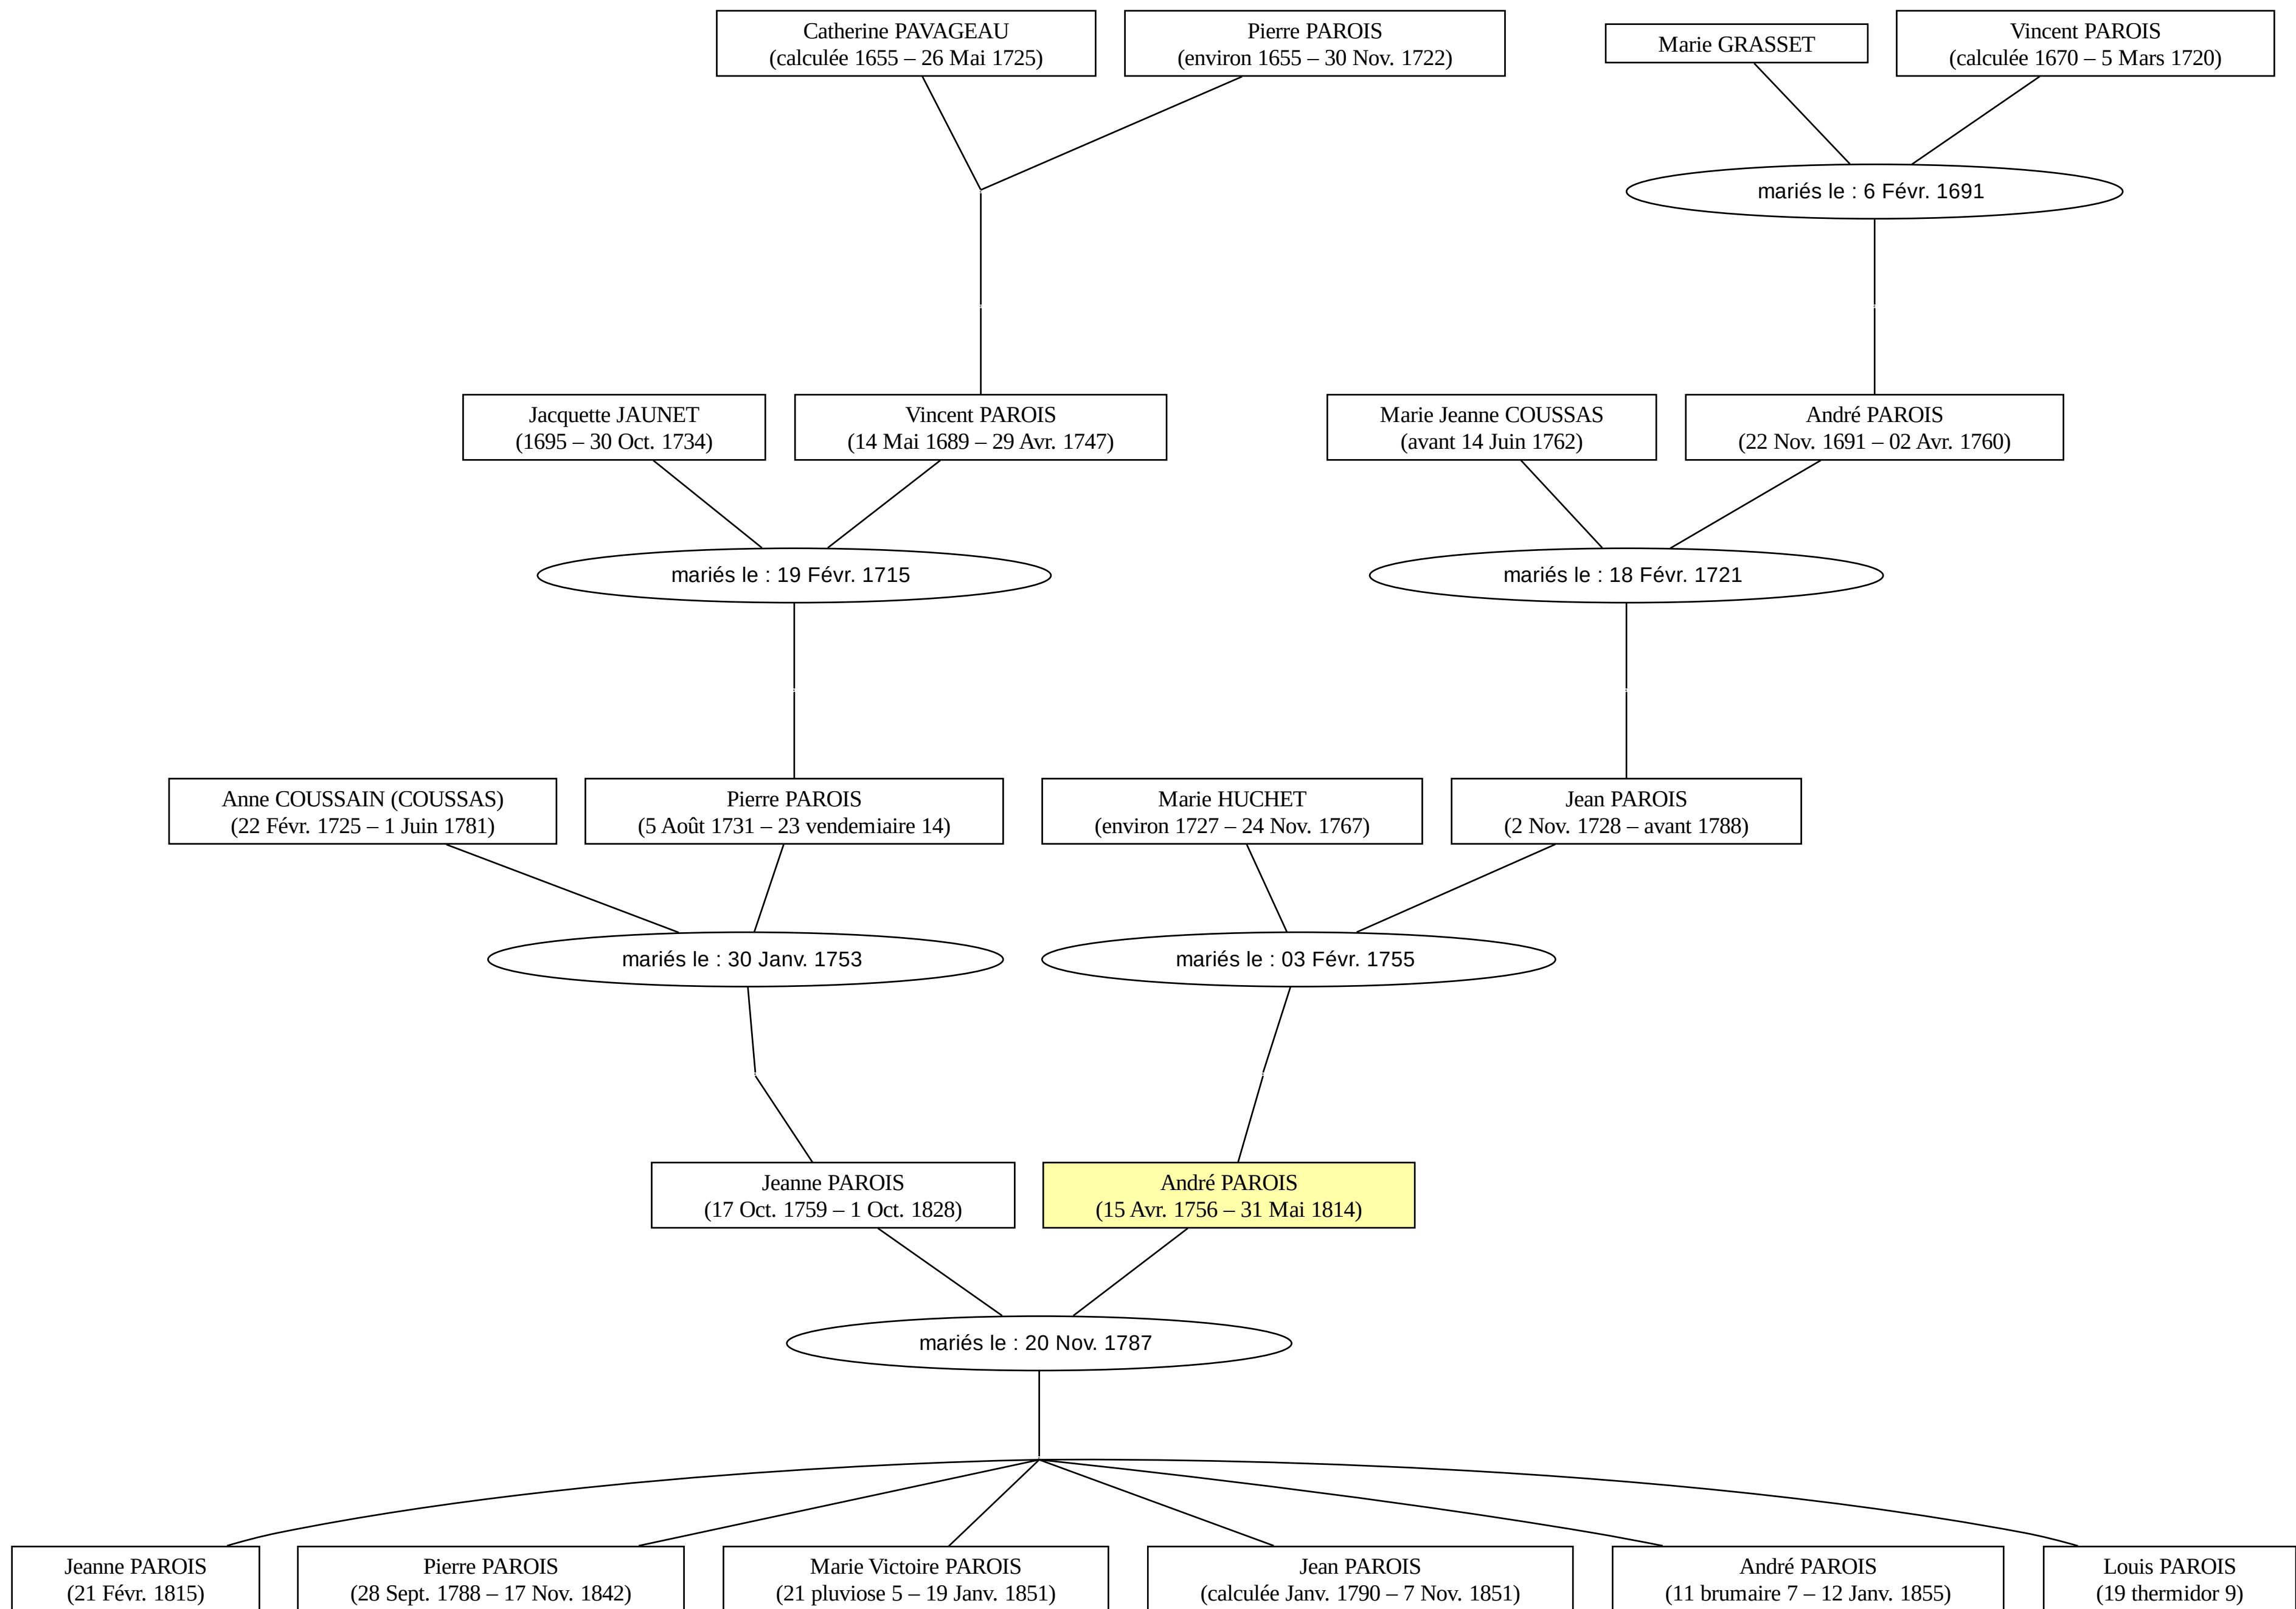 Catherine PAVAGEAU
(calculée 1655 – 26 Mai 1725)
Pierre PAROIS
(environ 1655 – 30 Nov. 1722)
Marie GRASSET
Vincent PAROIS
(calculée 1670 – 5 Mars 1720)
mariés le : 6 Févr. 1691
Jacquette JAUNET
(1695 – 30 Oct. 1734)
Vincent PAROIS
(14 Mai 1689 – 29 Avr. 1747)
Marie Jeanne COUSSAS
(avant 14 Juin 1762)
André PAROIS
(22 Nov. 1691 – 02 Avr. 1760)
mariés le : 19 Févr. 1715
mariés le : 18 Févr. 1721
Anne COUSSAIN (COUSSAS)
(22 Févr. 1725 – 1 Juin 1781)
Pierre PAROIS
(5 Août 1731 – 23 vendemiaire 14)
Marie HUCHET
(environ 1727 – 24 Nov. 1767)
Jean PAROIS
(2 Nov. 1728 – avant 1788)
mariés le : 30 Janv. 1753
mariés le : 03 Févr. 1755
Jeanne PAROIS
(17 Oct. 1759 – 1 Oct. 1828)
André PAROIS
(15 Avr. 1756 – 31 Mai 1814)
mariés le : 20 Nov. 1787
Jeanne PAROIS
(21 Févr. 1815)
Pierre PAROIS
(28 Sept. 1788 – 17 Nov. 1842)
Marie Victoire PAROIS
(21 pluviose 5 – 19 Janv. 1851)
Jean PAROIS
(calculée Janv. 1790 – 7 Nov. 1851)
André PAROIS
(11 brumaire 7 – 12 Janv. 1855)
Louis PAROIS
(19 thermidor 9)